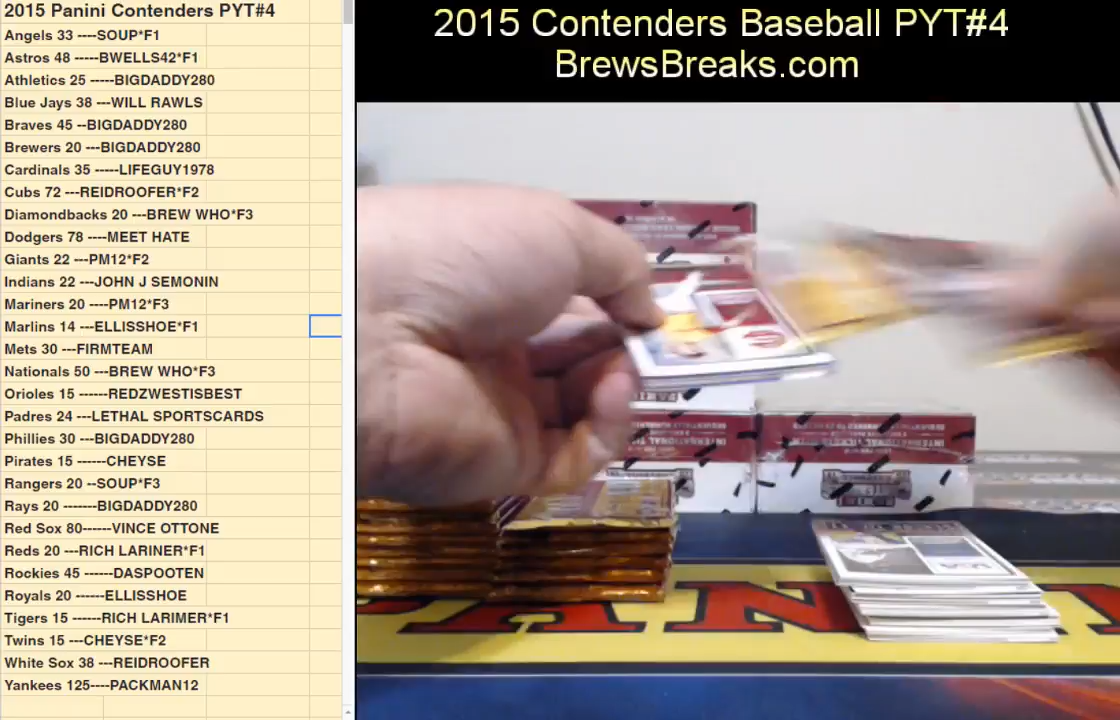 2015 Panini Contenders PYT#4
Angels 33 ----SOUP*F1
Astros 48 -----BWELLS42*F1
Athletics 25 -----BIGDADDY280
Blue Jays 38 ---WILL RAWLS
Braves 45 --BIGDADDY280
Brewers 20 ---BIGDADDY280
Cardinals 35 -----LIFEGUY1978
Cubs 72 ---REIDROOFER*F2
Diamondbacks 20 ---BREW WHO*F3
Dodgers 78 ----MEET HATE
Giants 22 ---PM12*F2
Indians 22 ---JOHN J SEMONIN
Mariners 20 ----PM12*F3
Marlins 14 ---ELLISSHOE*F1
Mets 30 ---FIRMTEAM
Nationals 50 ---BREW WHO*F3
Orioles 15 ------REDZWESTISBEST
Padres 24 ---LETHAL SPORTSCARDS
Phillies 30 ---BIGDADDY280
Pirates 15 ------CHEYSE
Rangers 20 --SOUP*F3
Rays 20 -------BIGDADDY280
Red Sox 80------VINCE OTTONE
Reds 20 ---RICH LARINER*F1
Rockies 45 ------DASPOOTEN
Royals 20 ------ELLISSHOE
Tigers 15 ------RICH LARIMER*F1
Twins 15 ---CHEYSE*F2
White Sox 38 ---REIDROOFER
Yankees 125----PACKMAN12
2015 Contenders Baseball PYT#4
BrewsBreaks.com
INTERNATIONAL TICKETS
PANINI
USA